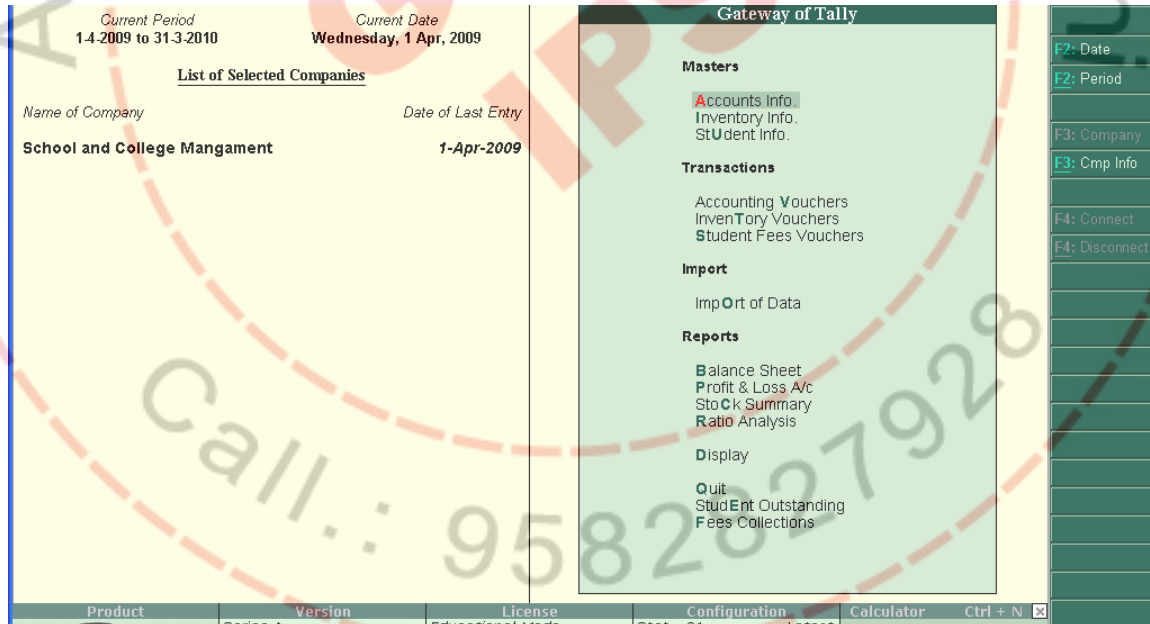 Current Period
Current Date
1-4-2009 to 31-3-2010
Wednesday, 1 Apr, 2009
List of Selected Companies
Name of Company
Date of Last Entry
School and College Mangament
1-Apr-2009
Gateway of Tally
Masters
Accounts Info.
Inventory Info.
StUdent Info.
Transactions
Accounting Vouchers
InvenTory Vouchers
Student Fees Vouchers
Import
ImpOrt of Data
Reports
Balance Sheet
Profit & Loss A/c
StoCk Summary
Ratio Analysis
Display
Quit
StudEnt Outstanding
Fees Collections
F2: Date
F2: Period
F3: Company
F3: Cmp Info
F4: Connect
F4: Disconnect
Product
Version
License
Configuration
Calculator
Ctrl + N
IPS
Call.: 9582827928